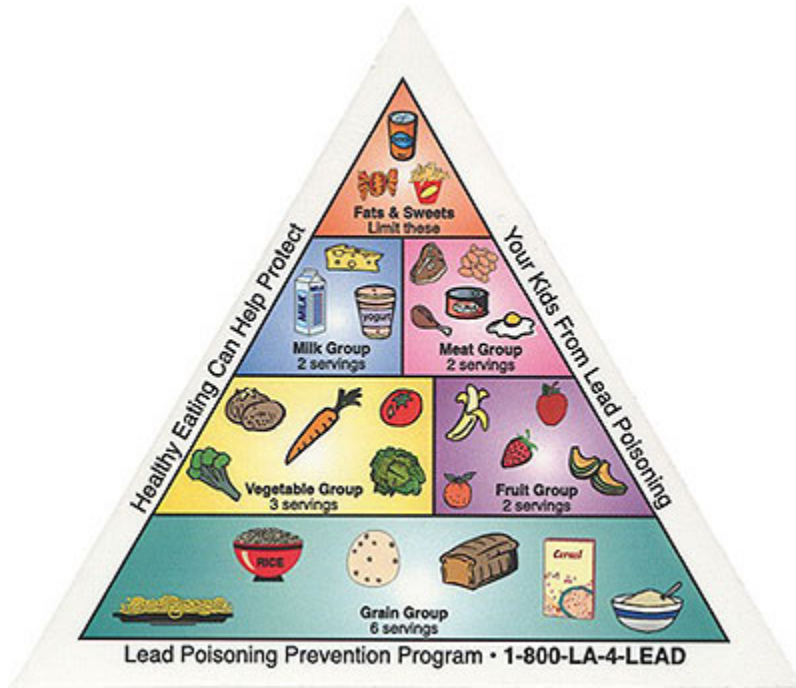 Fats & Sweets
Limit these
Healthy Eating Can Help Protect
Your Kids From Lead Poisoning
MILK
yogurt
Milk Group
2 servings
Meat Group
2 servings
Vegetable Group
3 servings
Fruit Group
2 servings
RICE
Cereal
Grain Group
6 servings
Lead Poisoning Prevention Program • 1-800-LA-4-LEAD